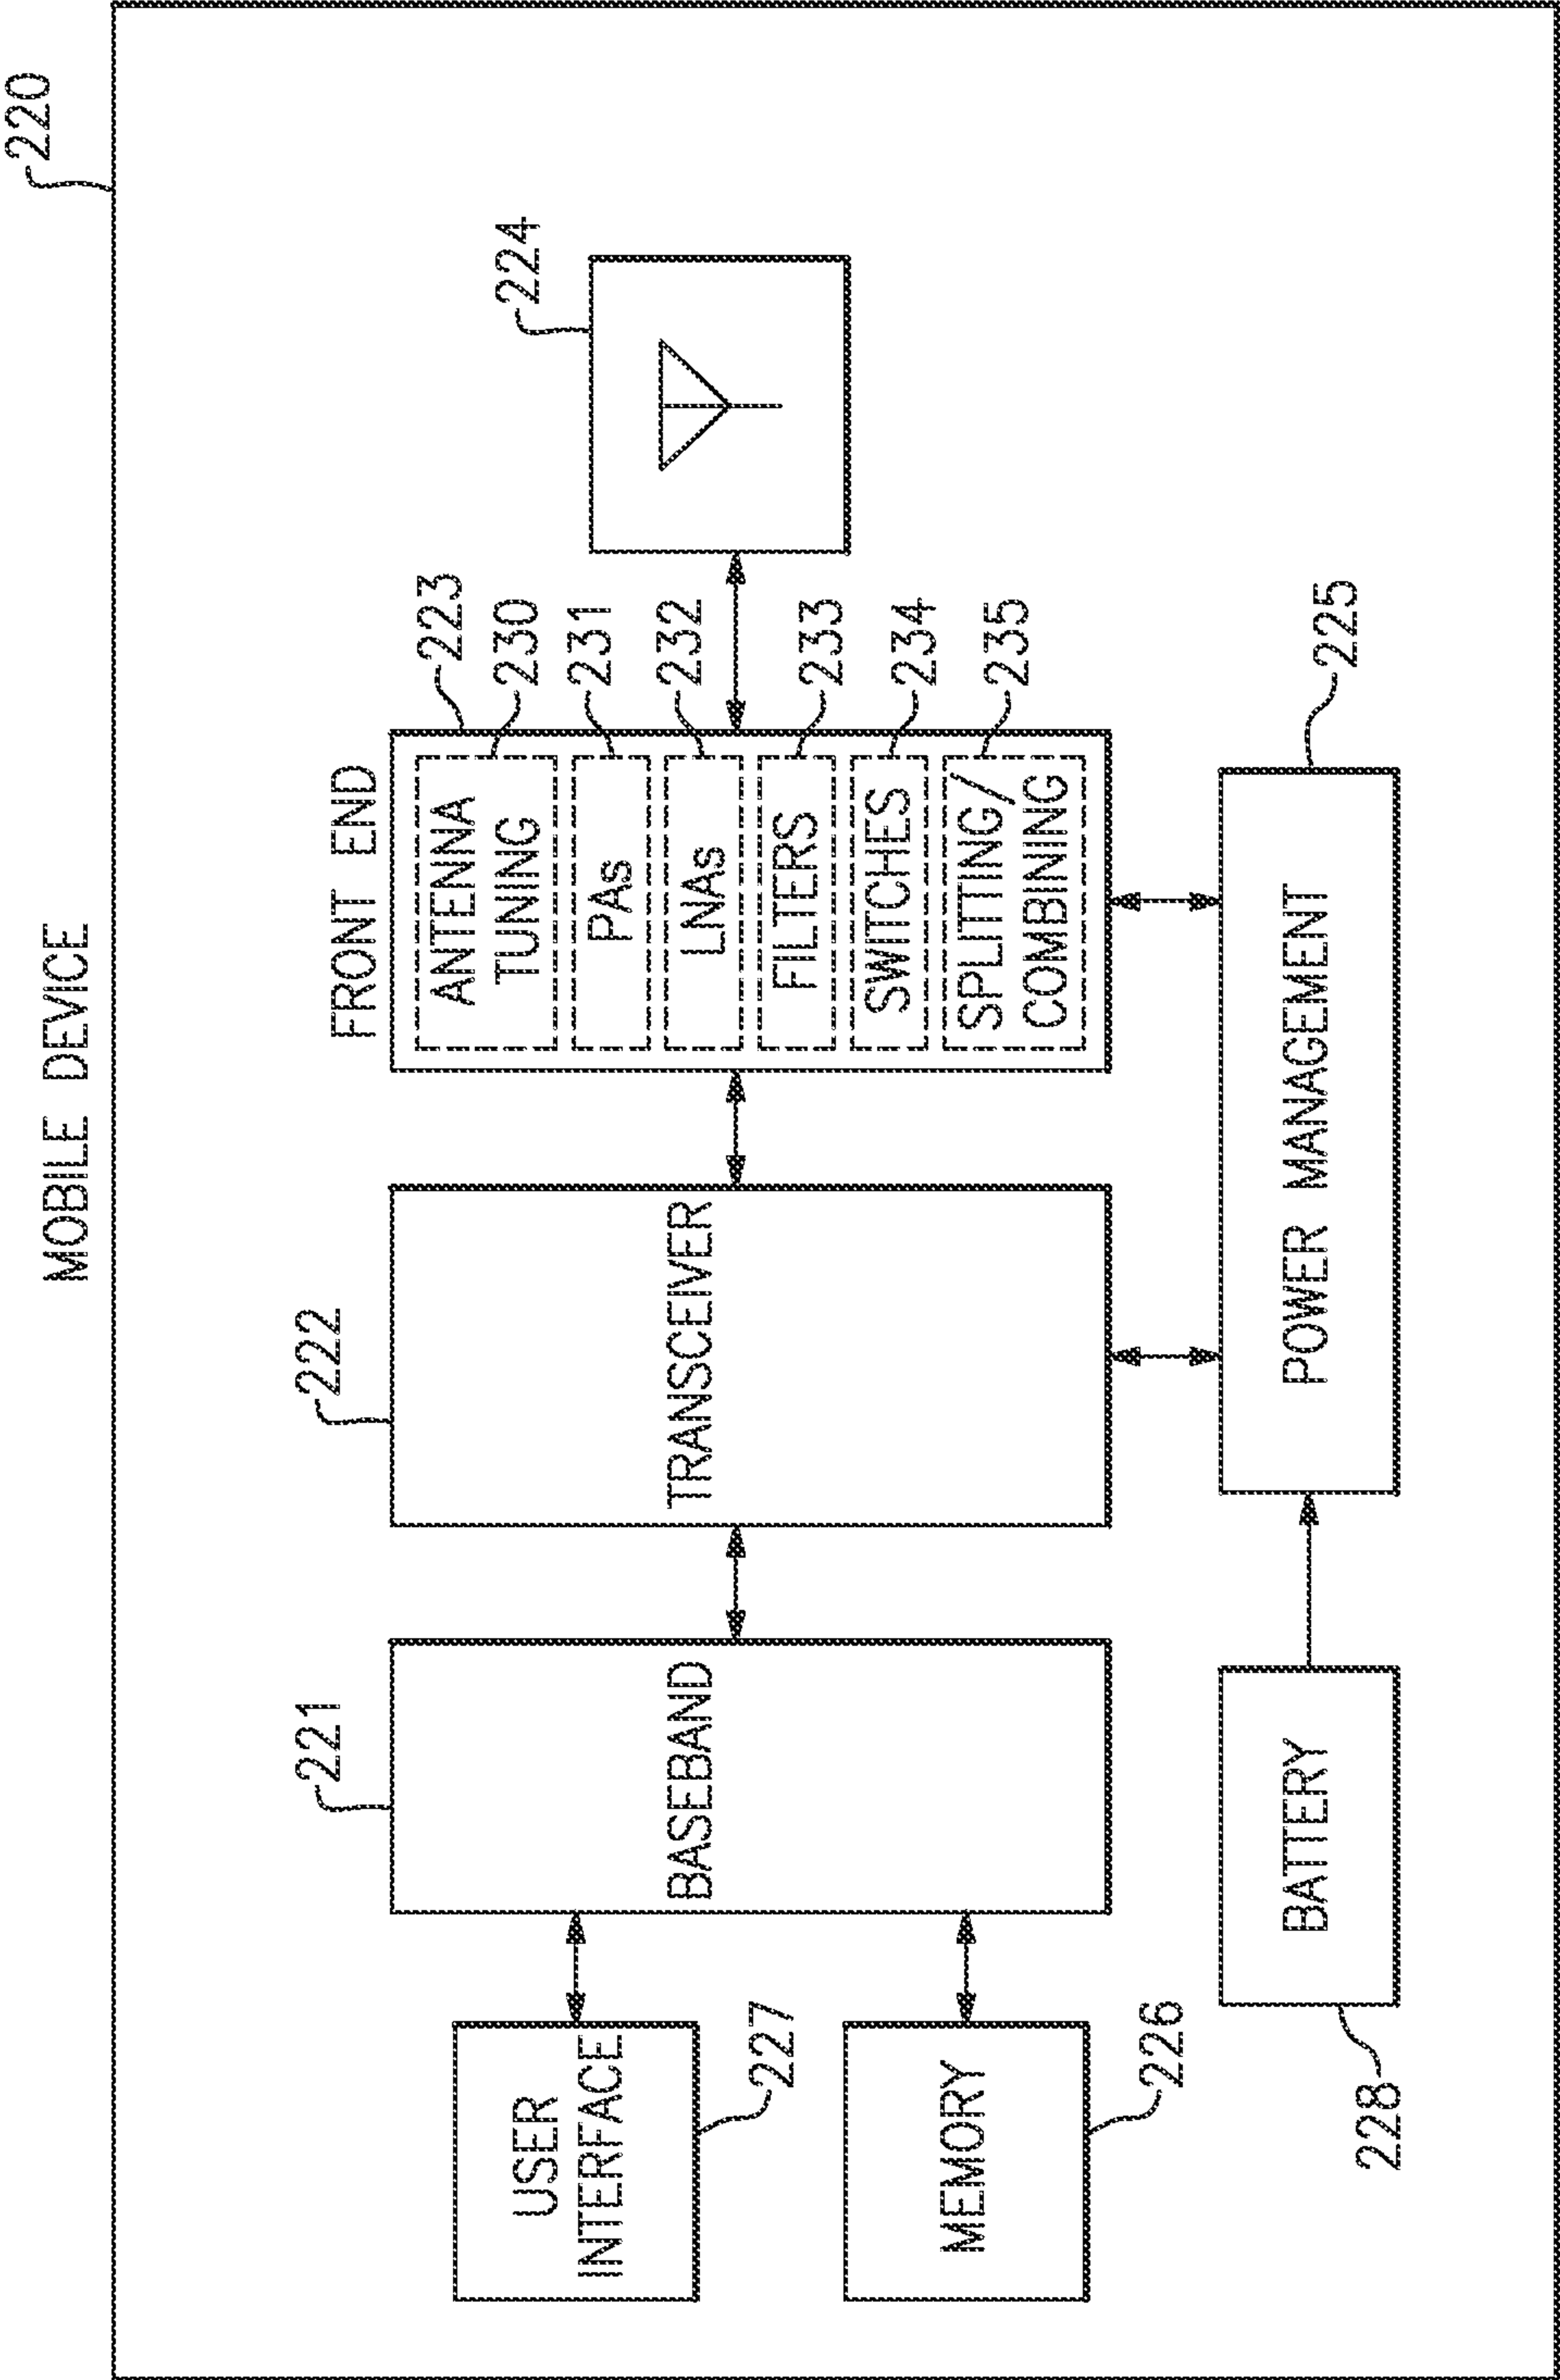 MOBILE DEVICE
220
FRONT END
223
224
222
221
ANTENNA
TUNING
230
PAs
231
LNAs
232
FILTERS
233
SWITCHES
234
SPLITTING/
COMBINING
235
TRANSCEIVER
BASEBAND
USER
INTERFACE
227
MEMORY
226
BATTERY
228
POWER MANAGEMENT
225